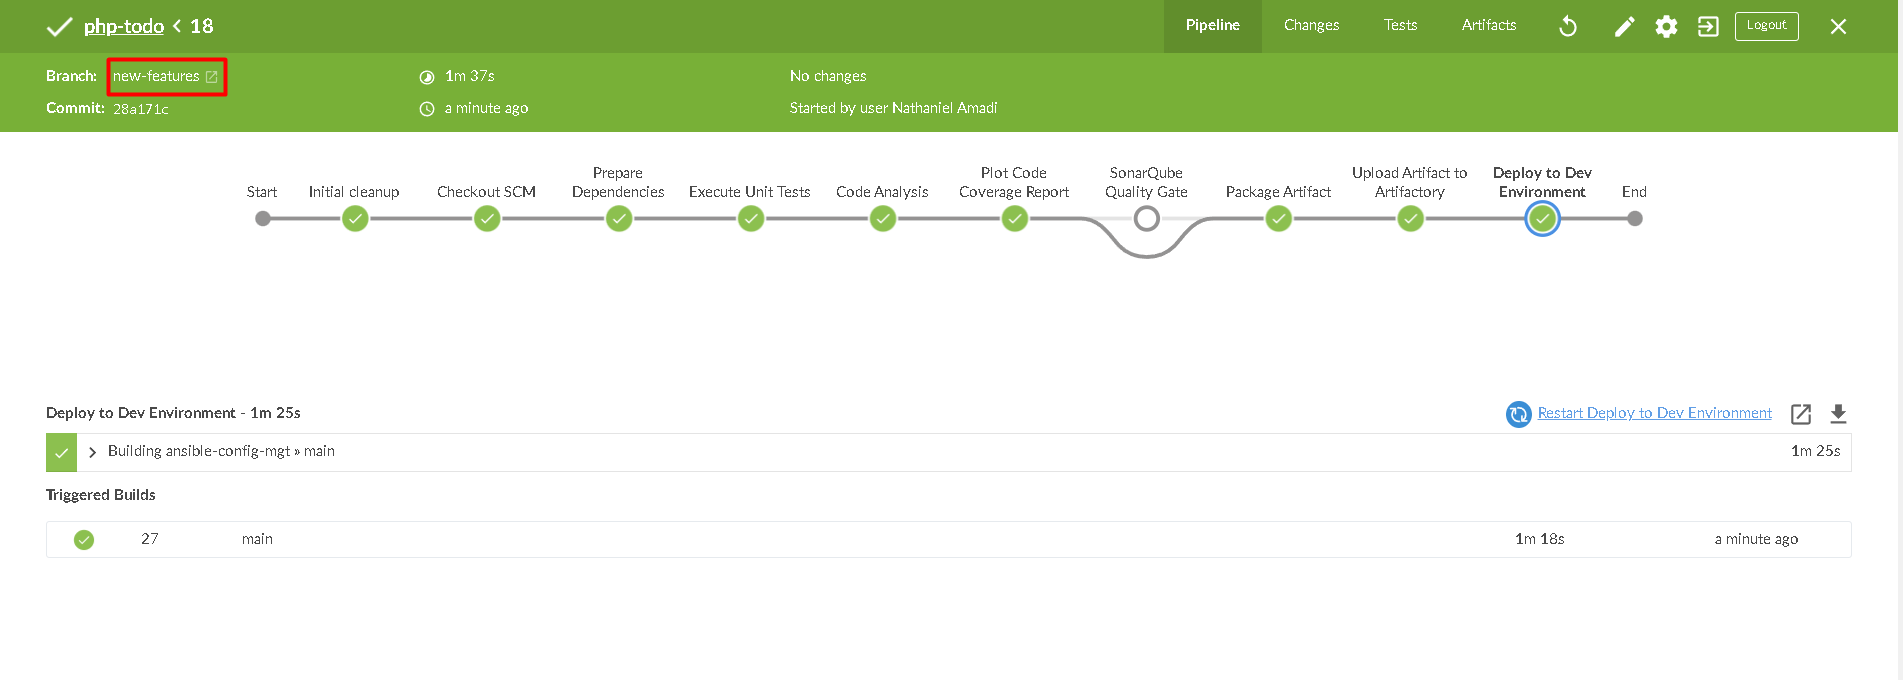 php-todo < 18
Pipeline Changes Tests Artifacts Logout
Branch: new-features 1m 37s No changes
Commit: 28a171c a minute ago Started by user Nathaniel Amadi
Start
Initial cleanup
Checkout SCM
Prepare
Dependencies
Execute Unit Tests
Code Analysis
Plot Code
Coverage Report
SonarQube
Quality Gate
Package Artifact
Upload Artifact to
Artifactory
Deploy to Dev
Environment
End
Deploy to Dev Environment - 1m 25s Restart Deploy to Dev Environment
Building ansible-config-mgt » main 1m 25s
Triggered Builds
27 main 1m 18s a minute ago